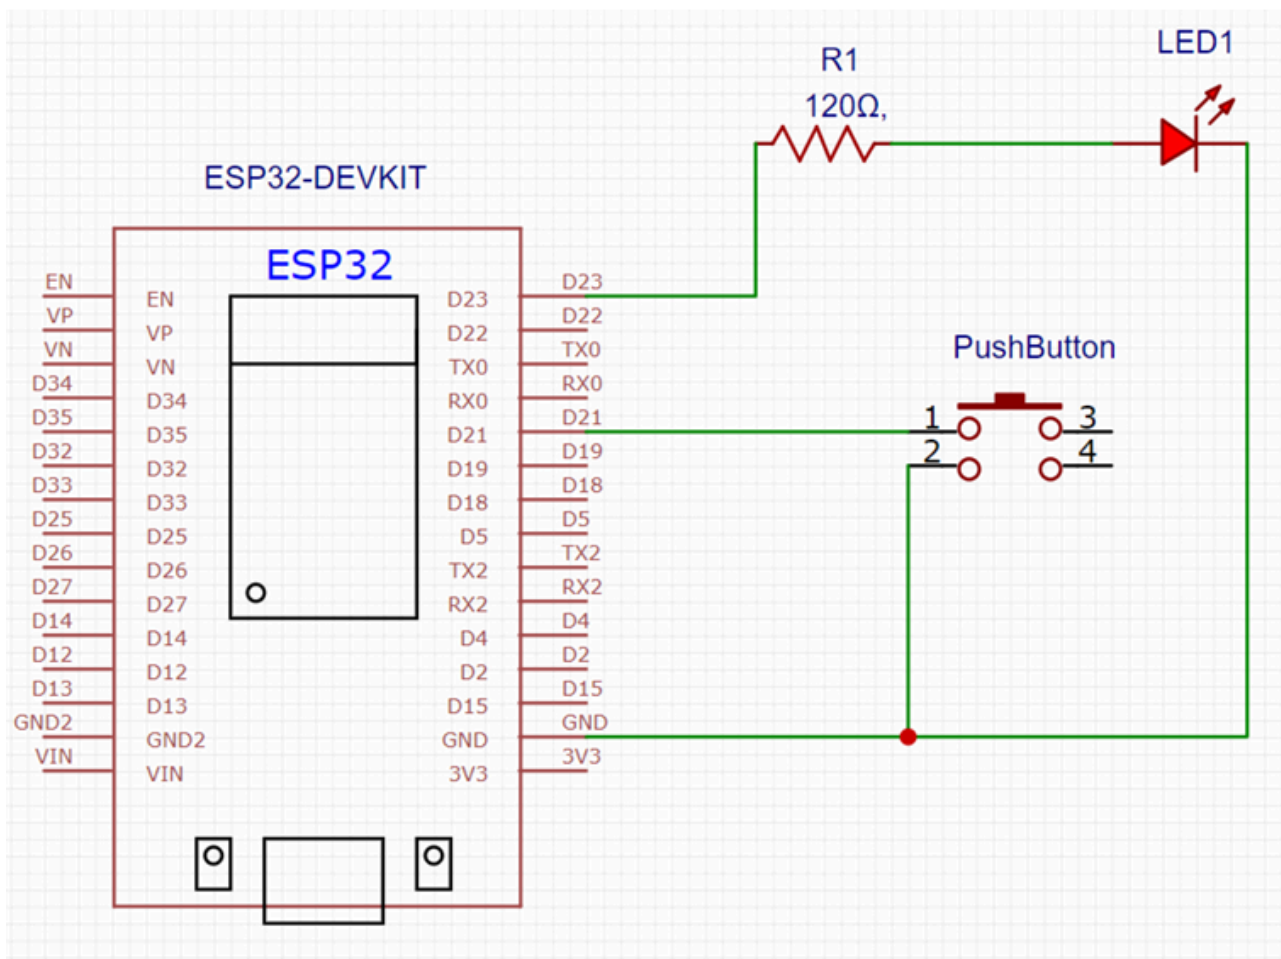 LED1
R1
120Ω,
ESP32-DEVKIT
ESP32
EN EN D23 D23
VP VP D22 D22
VN VN TX0 TX0
D34 D34 RX0 RX0
D35 D35 D21 D21
D32 D32 D19 D19
D33 D33 D18 D18
D25 D25 D5 D5
D26 D26 TX2 TX2
D27 D27 RX2 RX2
D14 D14 D4 D4
D12 D12 D2 D2
D13 D13 D15 D15
GND2 GND2 GND GND
VIN VIN 3V3 3V3
PushButton
1 3
2 4